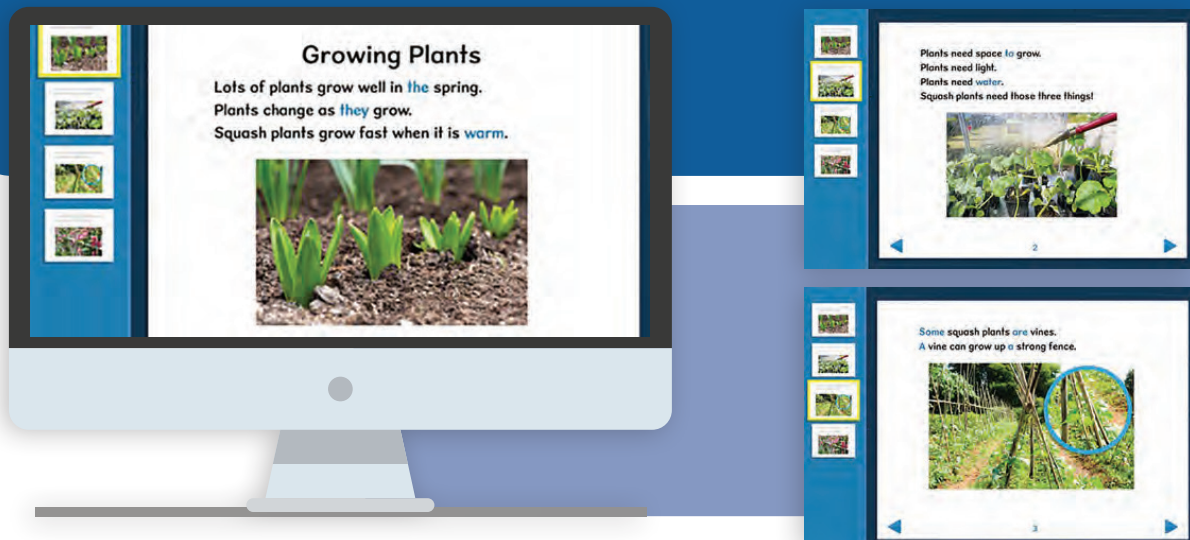 Growing Plants
Lots of plants grow well in the spring.
Plants change as they grow.
Squash plants grow fast when it is warm.
Plants need space to grow.
Plants need light.
Plants need water.
Squash plants need those three things!
2
Some squash plants are vines.
A vine can grow up a strong fence.
3